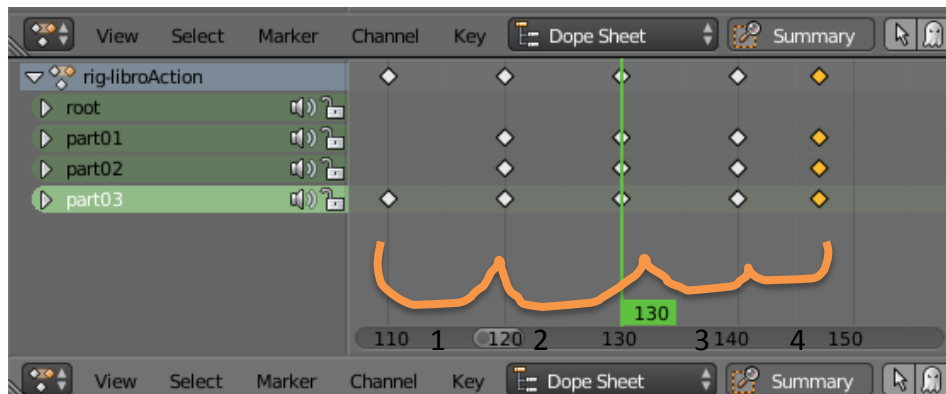 View Select Marker Channel Key Dope Sheet Summary
rig-libroAction
root
part01
part02
part03
130
110 1 120 2 130 3 140 4 150
View Select Marker Channel Key Dope Sheet Summary